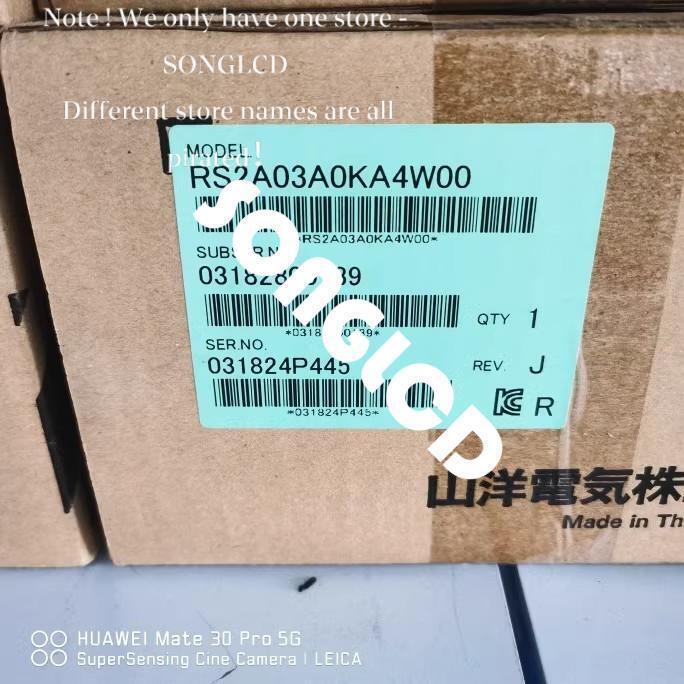 Note ! We only have one store -
SONGLCD
Different store names are all
pirated !
MODEL
RS2A03A0KA4W00
*RS2A03A0KA4W00*
QTY 1
SER.NO.
031824P445
REV. J
*031824P445*
R
SONGLCD
山洋電気株
Made in
HUAWEI Mate 30 Pro 5G
SuperSensing Cine Camera | LEICA